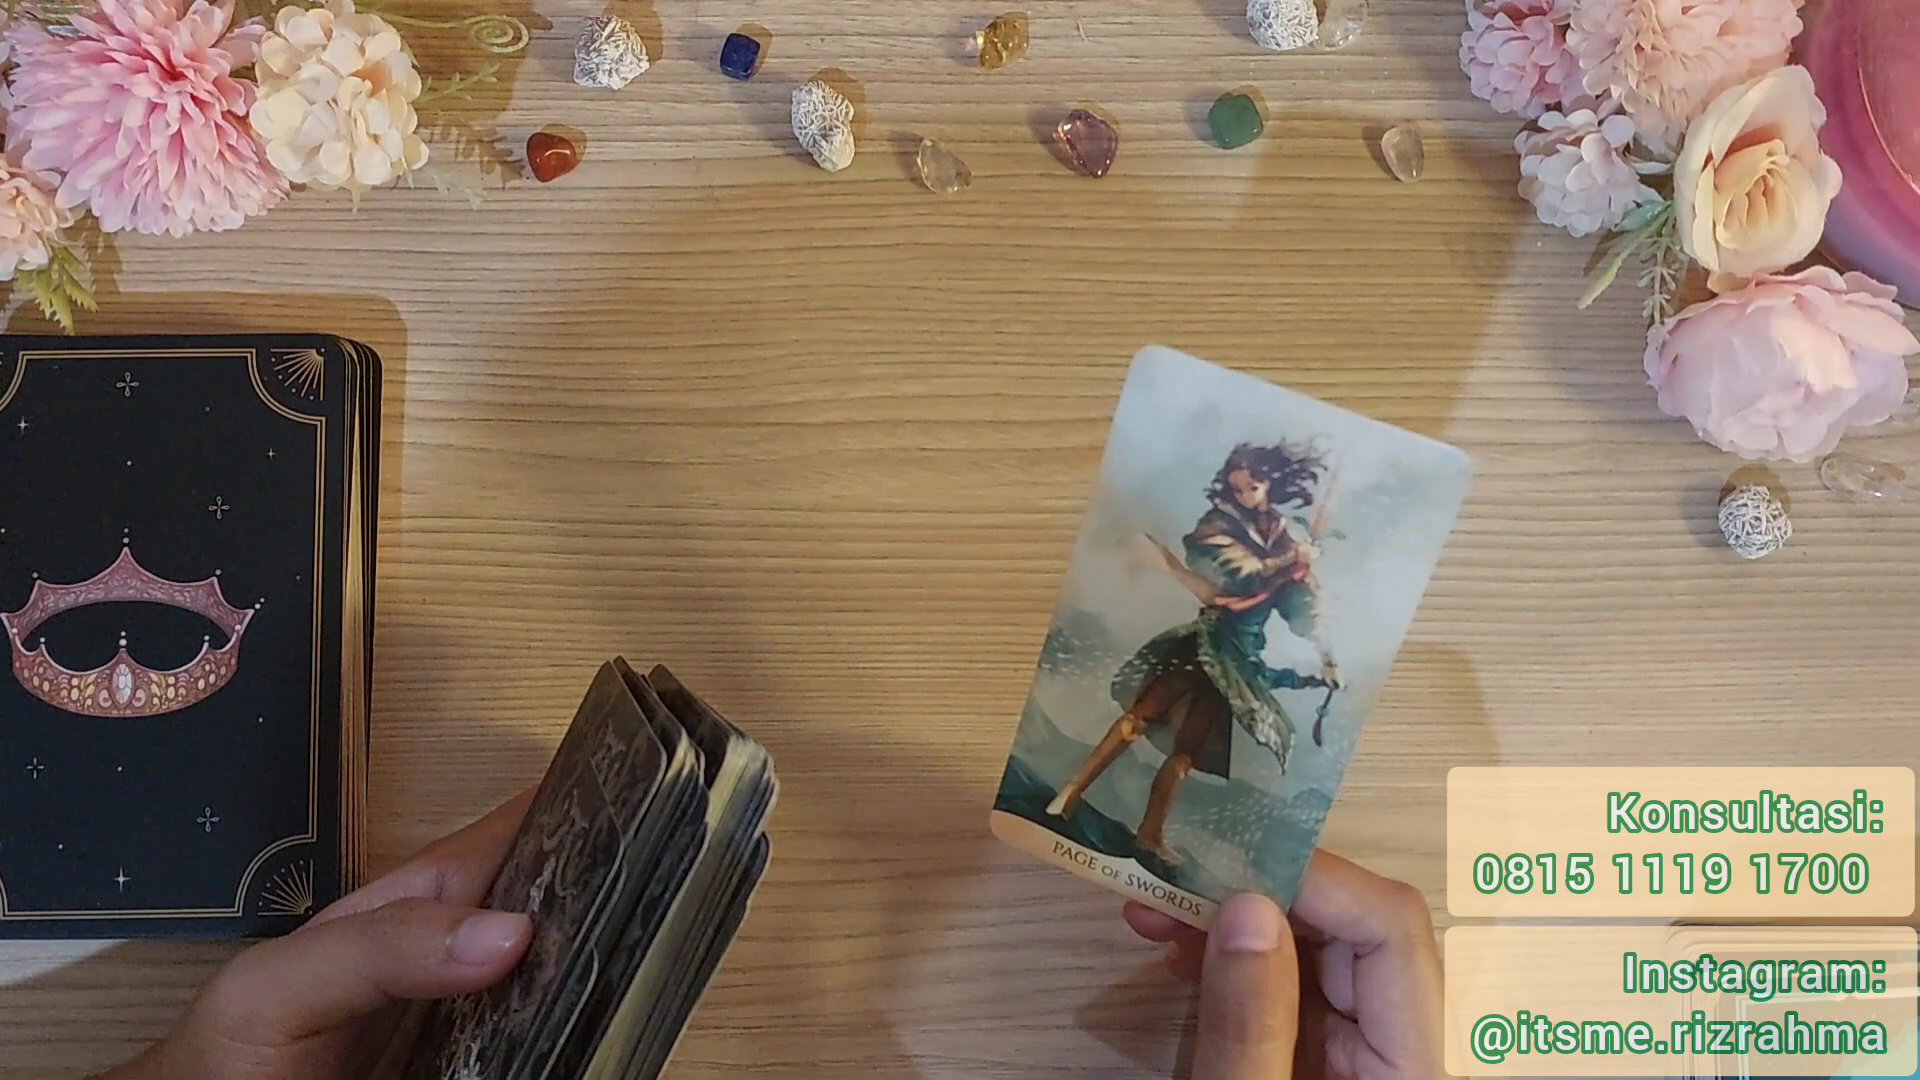 PAGE OF SWORDS
Konsultasi:
0815 1119 1700
Instagram:
@itsme.rizrahma